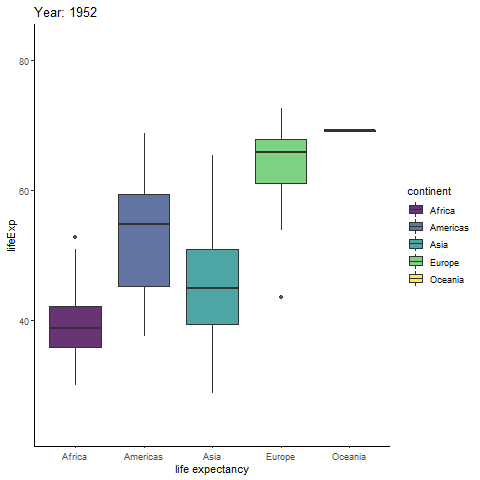 Year: 1952
80
60
40
lifeExp
Africa Americas Asia Europe Oceania
life expectancy
continent
Africa
Americas
Asia
Europe
Oceania